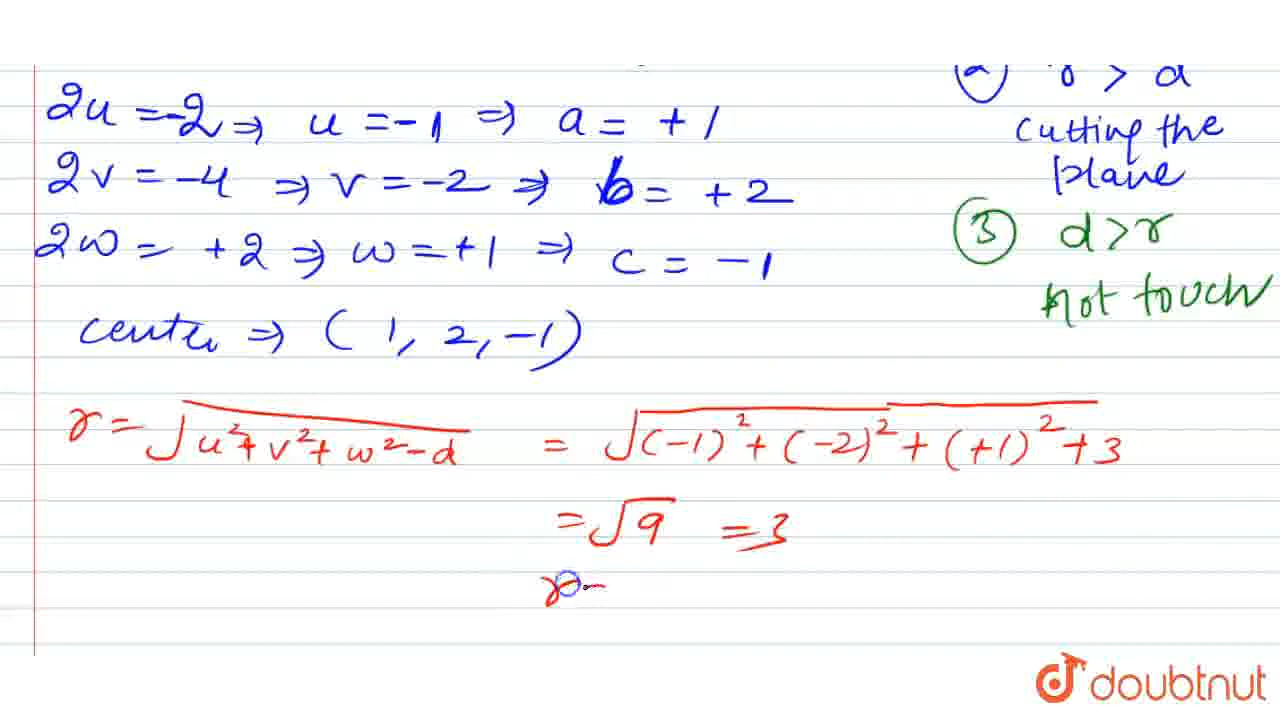 2u = -2 ⇒ u = -1 ⇒ a = +1
2v = -4 ⇒ v = -2 ⇒ b = +2
2w = +2 ⇒ w = +1 ⇒ c = -1
center ⇒ (1, 2, -1)
r = √u²+v²+w²-d = √(-1)²+(-2)²+(+1)²+3
= √9 = 3
r=
> d
cutting the
plane
③ d > r
not touch
doubtnut